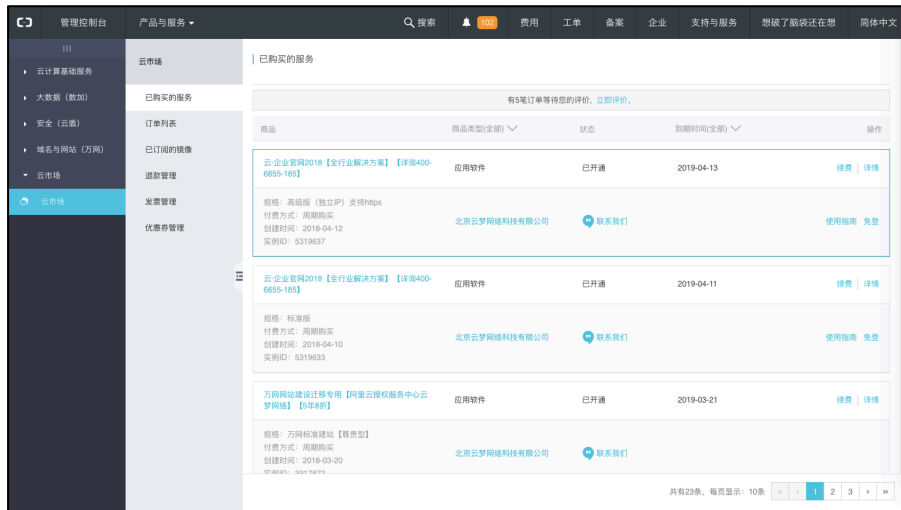 管理控制台 产品与服务 搜索 102 费用 工单 备案 企业 支持与服务 想破了脑袋还在想 简体中文
云计算基础服务
大数据（数加）
安全（云盾）
域名与网站（万网）
云市场
云市场
云市场
已购买的服务
订单列表
已订阅的镜像
退款管理
发票管理
优惠券管理
已购买的服务
有5笔订单等待您的评价, 立即评价。
商品 商品类型(全部) 状态 到期时间(全部) 操作
云·企业官网2018【全行业解决方案】【详询400-
6655-185】
应用软件 已开通 2019-04-13 续费 详情
规格：高级版（独立IP）支持https
付费方式：周期购买
创建时间：2018-04-12
实例ID：5319637
北京云梦网络科技有限公司 联系我们 使用指南 免登
云·企业官网2018【全行业解决方案】【详询400-
6655-185】
应用软件 已开通 2019-04-11 续费 详情
规格：标准版
付费方式：周期购买
创建时间：2018-04-10
实例ID：5319633
北京云梦网络科技有限公司 联系我们 使用指南 免登
万网网站建设迁移专用【阿里云授权服务中心云
梦网络】【5年8折】
应用软件 已开通 2019-03-21 续费 详情
规格：万网标准建站【尊贵型】
付费方式：周期购买
创建时间：2018-03-20
实例ID：3917872
北京云梦网络科技有限公司 联系我们
共有23条, 每页显示：10条 « ‹ 1 2 3 › »